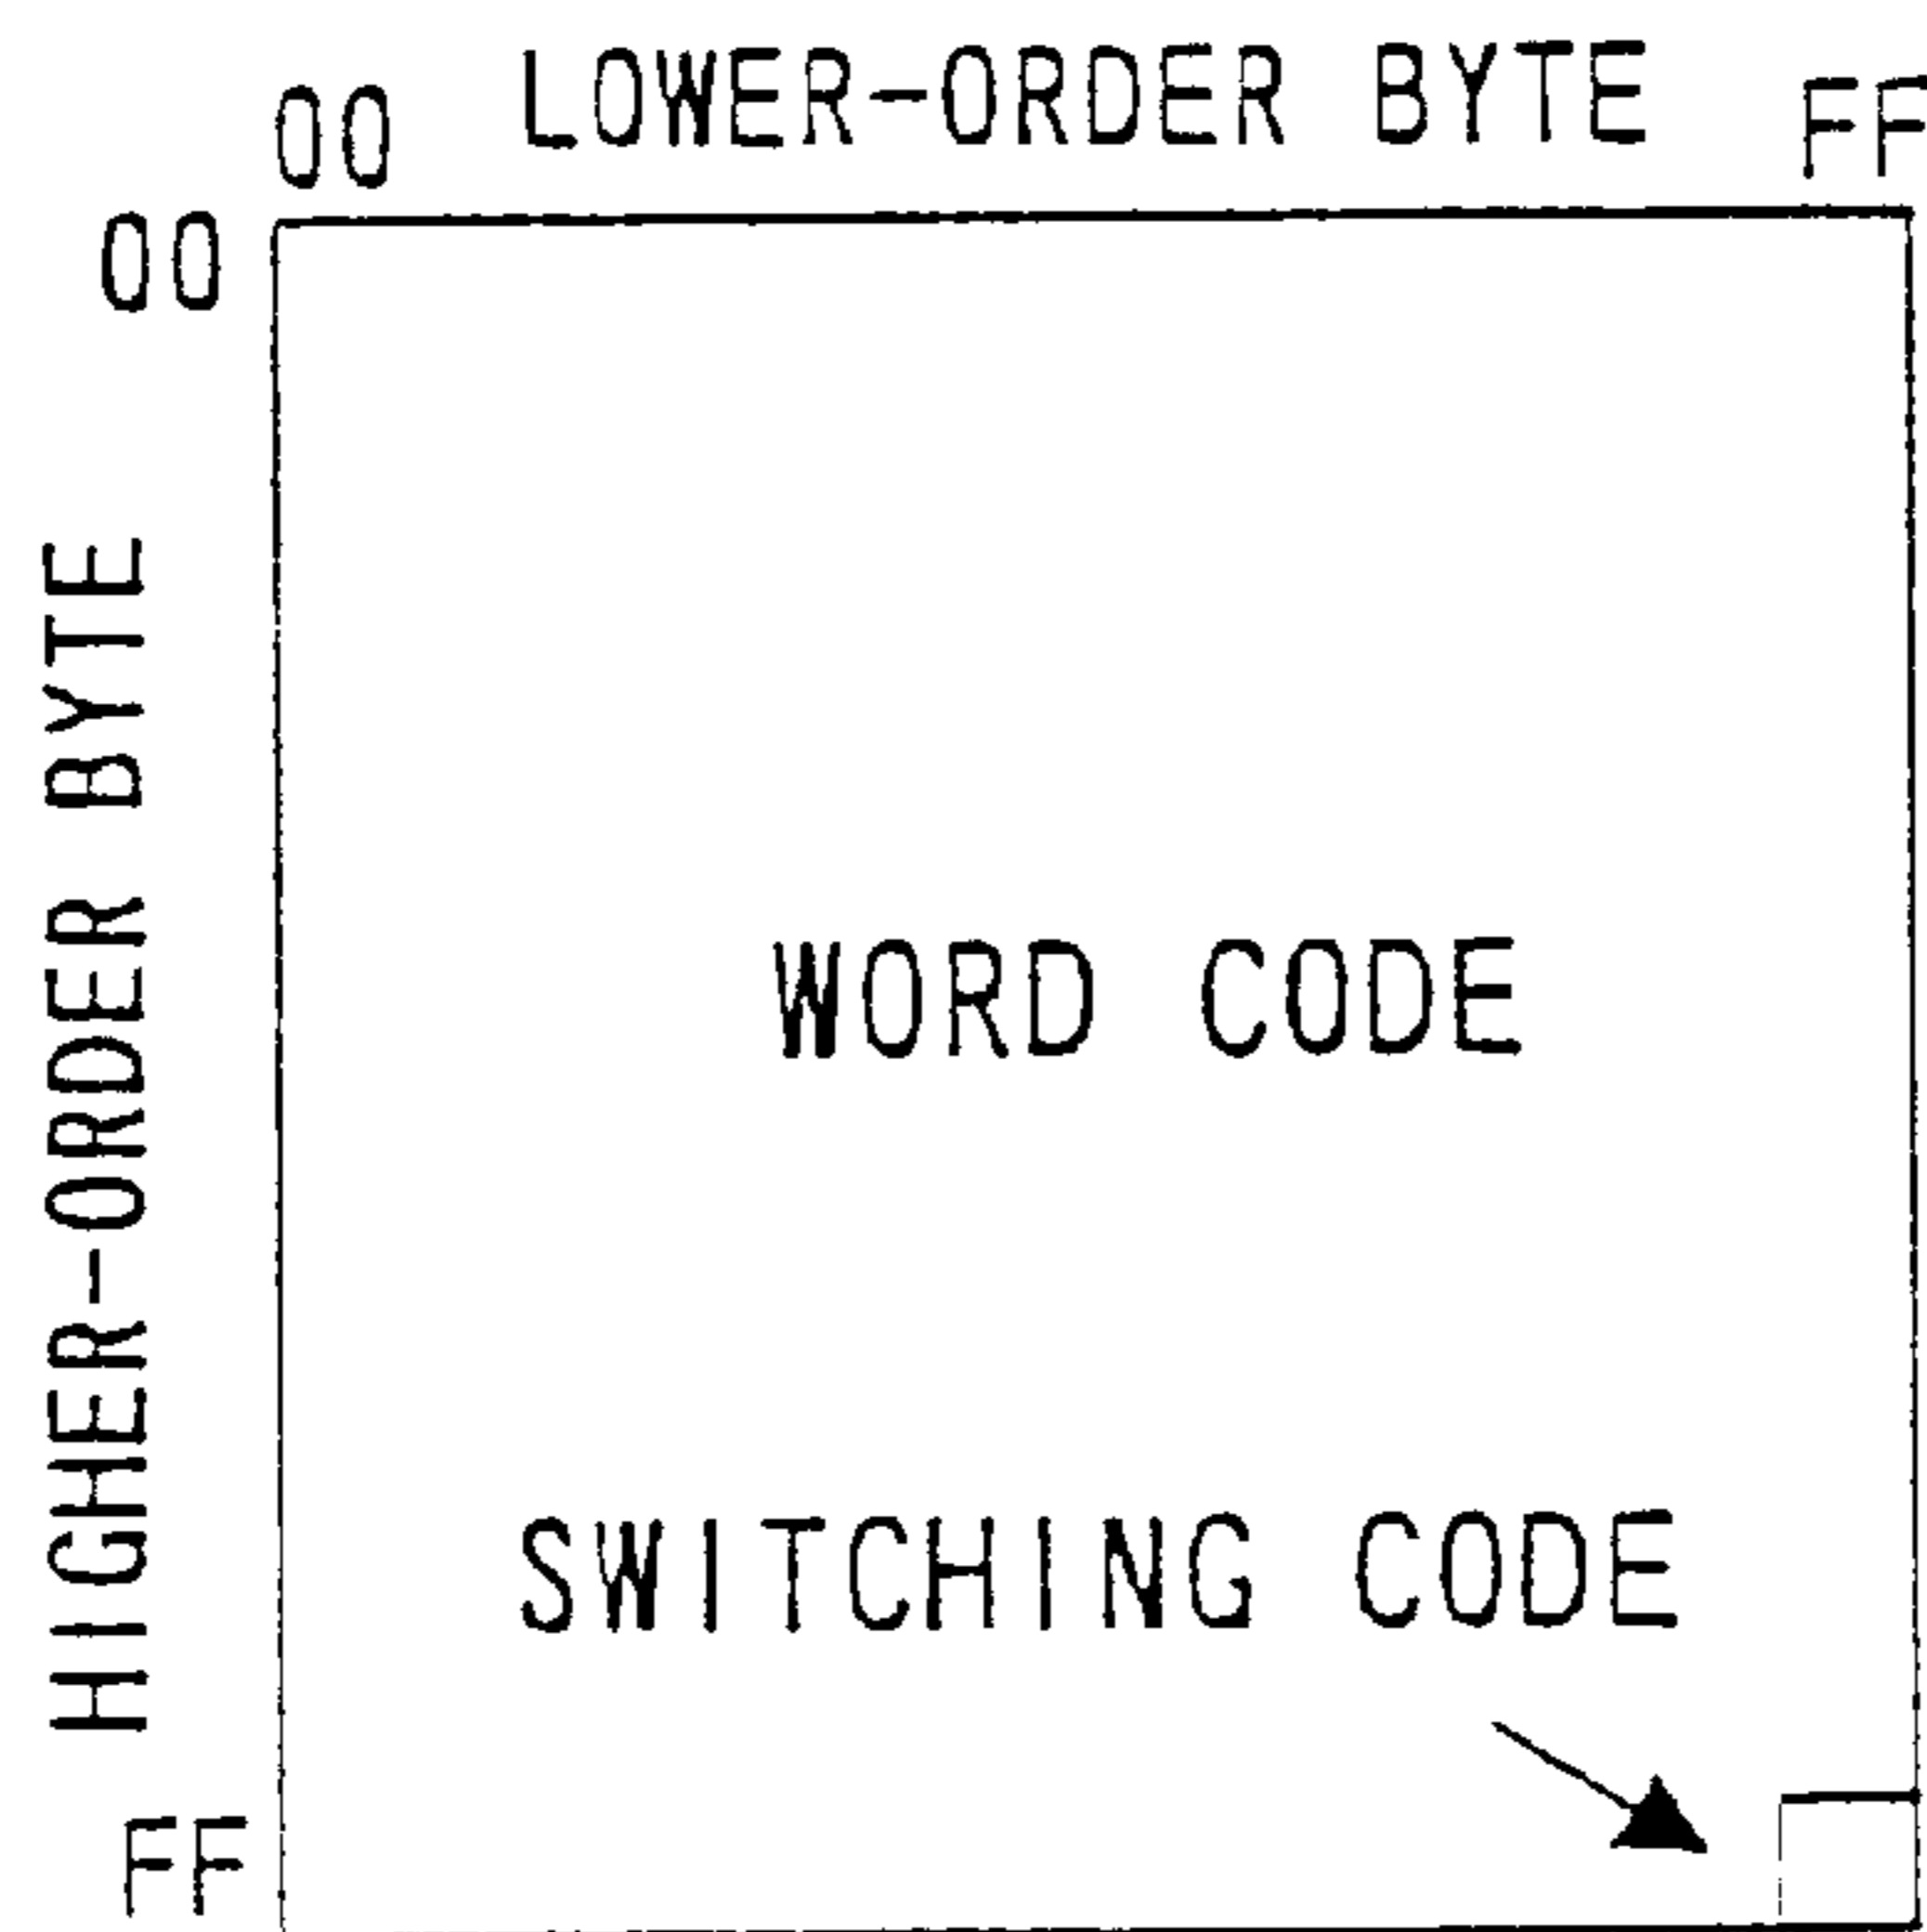 LOWER-ORDER BYTE
00
FF
00
HIGHER-ORDER BYTE
WORD CODE
SWITCHING CODE
FF